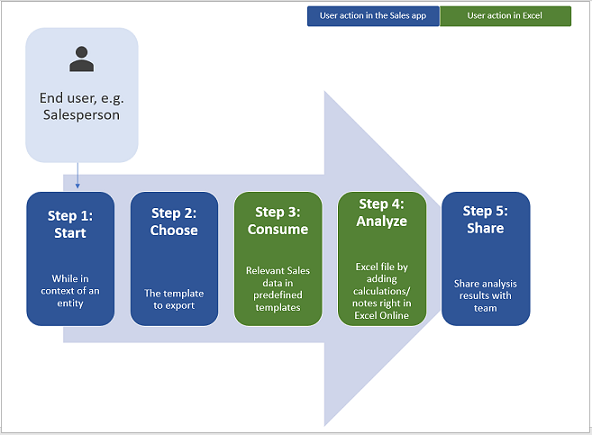 User action in the Sales app
User action in Excel
End user, e.g.
Salesperson
Step 1:
Start
While in
context of an
entity
Step 2:
Choose
The template
to export
Step 3:
Consume
Relevant Sales
data in
predefined
templates
Step 4:
Analyze
Excel file by
adding
calculations/
notes right in
Excel Online
Step 5:
Share
Share analysis
results with
team